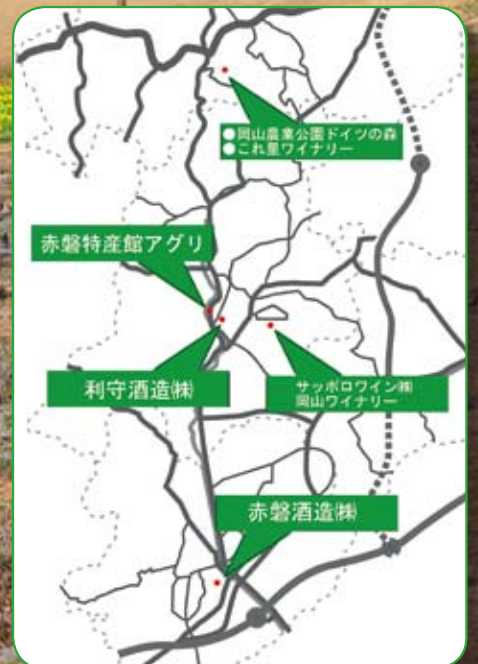 ●岡山農業公園ドイツの森
●これ里ワイナリー
赤磐特産館アグリ
利守酒造㈱
サッポロワイン㈱
岡山ワイナリー
赤磐酒造㈱